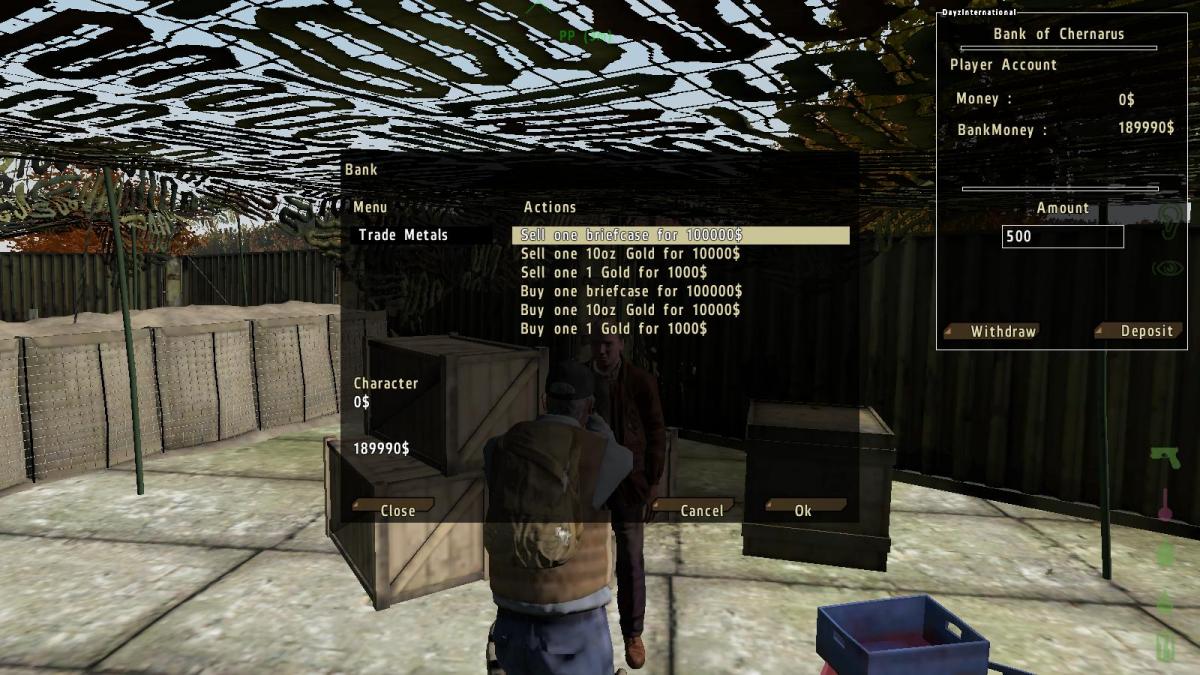 PP
DayzInternational
Bank of Chernarus
Player Account
Money : 0$
BankMoney : 189990$
Amount
500
Withdraw Deposit
Bank
Menu Actions
Trade Metals Sell one briefcase for 100000$
Sell one 10oz Gold for 10000$
Sell one 1 Gold for 1000$
Buy one briefcase for 100000$
Buy one 10oz Gold for 10000$
Buy one 1 Gold for 1000$
Character
0$
189990$
Close Cancel Ok